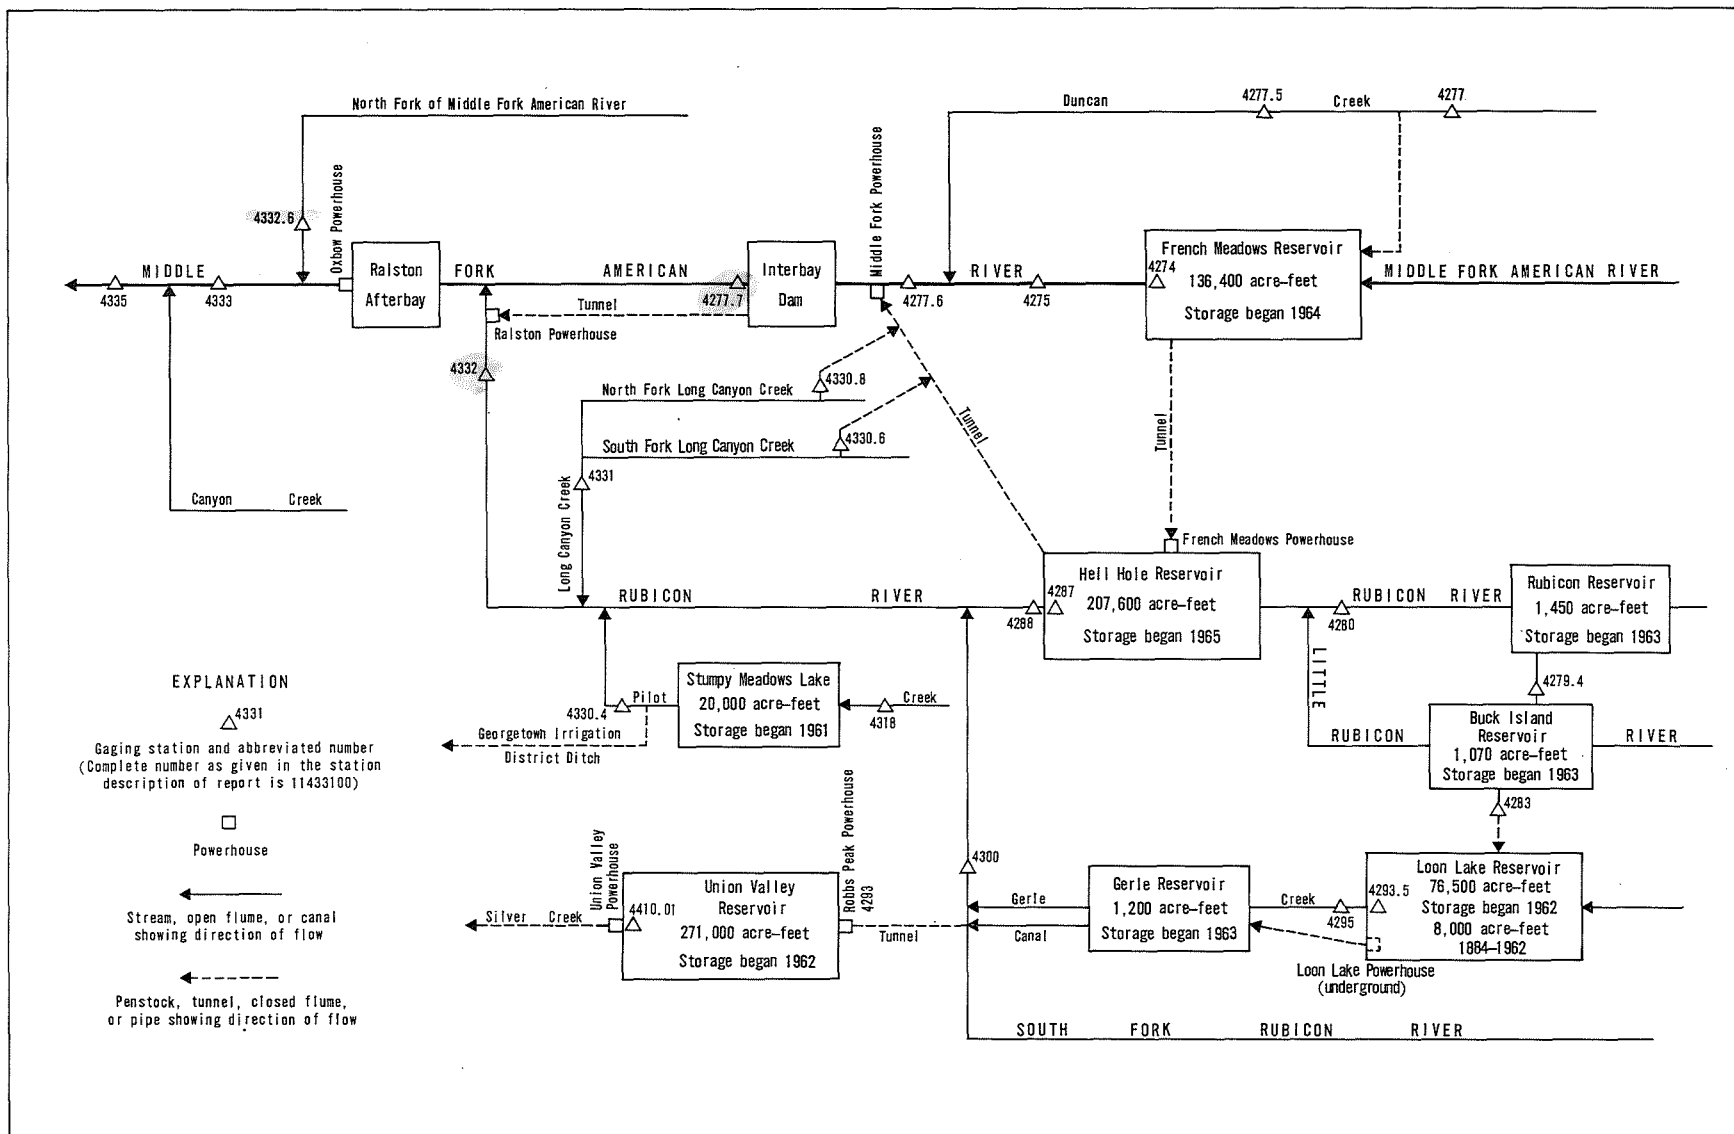 North Fork of Middle Fork American River
Duncan
4277.5
Creek
4277
4332.6
Oxbow Powerhouse
Middle Fork Powerhouse
MIDDLE
4335
4333
Ralston
Afterbay
FORK
AMERICAN
4277.7
Interbay
Dam
4277.6
RIVER
4275
French Meadows Reservoir
4274
136,400 acre-feet
Storage began 1964
MIDDLE FORK AMERICAN RIVER
Tunnel
Ralston Powerhouse
4332
North Fork Long Canyon Creek
4330.8
South Fork Long Canyon Creek
4330.6
Tunnel
Tunnel
4331
Long Canyon Creek
Canyon Creek
French Meadows Powerhouse
RUBICON RIVER
4288
Hell Hole Reservoir
4287
207,600 acre-feet
Storage began 1965
RUBICON RIVER
4280
Rubicon Reservoir
1,450 acre-feet
Storage began 1963
LITTLE
4279.4
Stumpy Meadows Lake
20,000 acre-feet
Storage began 1961
Pilot
4330.4
Creek
4318
Georgetown Irrigation
District Ditch
RUBICON
Buck Island
Reservoir
1,070 acre-feet
Storage began 1963
RIVER
4283
EXPLANATION
4331
Gaging station and abbreviated number
(Complete number as given in the station
description of report is 11433100)
Powerhouse
Stream, open flume, or canal
showing direction of flow
Penstock, tunnel, closed flume,
or pipe showing direction of flow
Union Valley
Powerhouse
Robbs Peak Powerhouse
4293
Silver Creek
4410.01
Union Valley
Reservoir
271,000 acre-feet
Storage began 1962
Tunnel
4300
Gerle
Canal
Gerle Reservoir
1,200 acre-feet
Storage began 1963
Creek
4295
Loon Lake Reservoir
76,500 acre-feet
4293.5
Storage began 1962
8,000 acre-feet
1884-1962
Loon Lake Powerhouse
(underground)
SOUTH FORK RUBICON RIVER